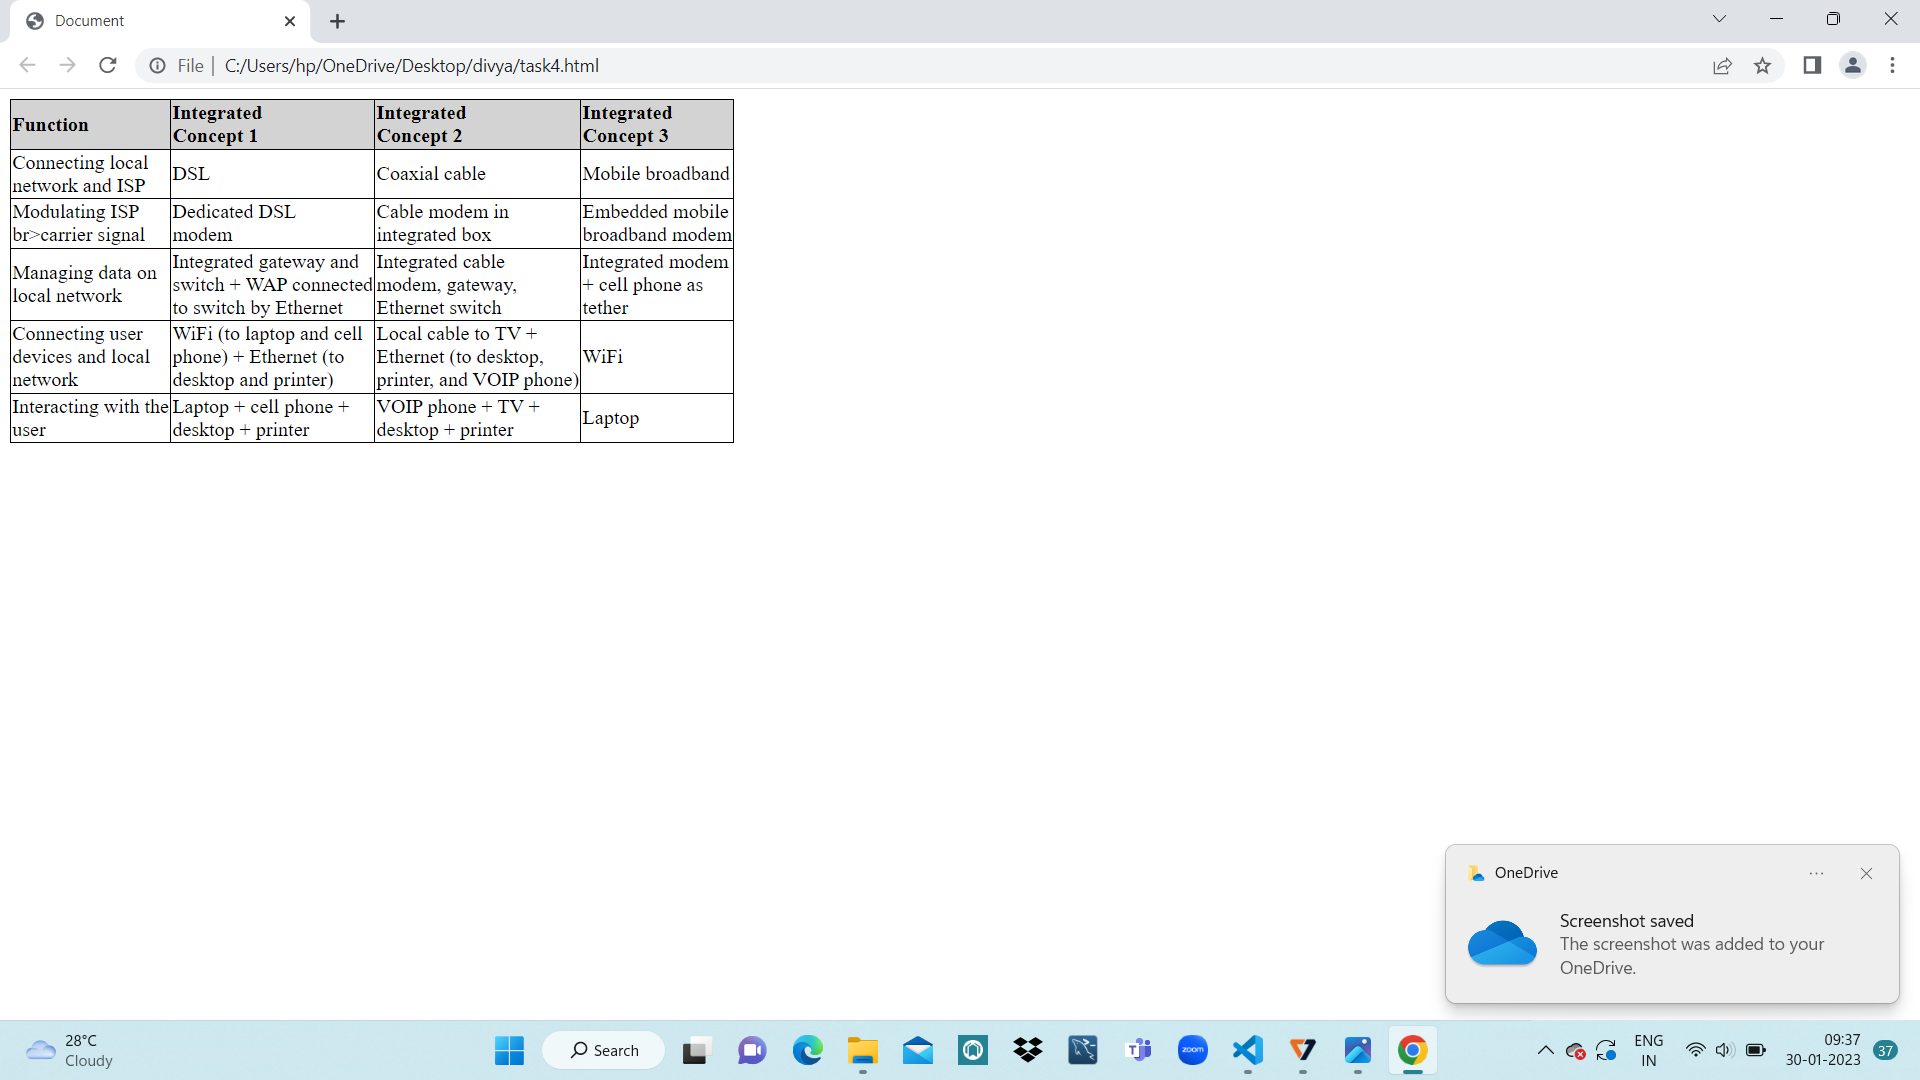 Document
File
C:/Users/hp/OneDrive/Desktop/divya/task4.html
Function
Integrated
Concept 1
Integrated
Concept 2
Integrated
Concept 3
Connecting local
network and ISP
DSL
Coaxial cable
Mobile broadband
Modulating ISP
br>carrier signal
Dedicated DSL
modem
Cable modem in
integrated box
Embedded mobile
broadband modem
Managing data on
local network
Integrated gateway and
switch + WAP connected
to switch by Ethernet
Integrated cable
modem, gateway,
Ethernet switch
Integrated modem
+ cell phone as
tether
Connecting user
devices and local
network
WiFi (to laptop and cell
phone) + Ethernet (to
desktop and printer)
Local cable to TV +
Ethernet (to desktop,
printer, and VOIP phone)
WiFi
Interacting with the
user
Laptop + cell phone +
desktop + printer
VOIP phone + TV +
desktop + printer
Laptop
OneDrive
Screenshot saved
The screenshot was added to your
OneDrive.
28°C
Cloudy
Search
zoom
ENG
IN
09:37
30-01-2023
37